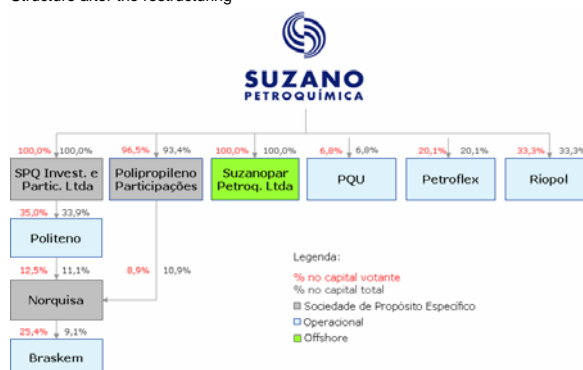 Structure after the restructuring
SUZANO
PETROQUÍMICA
100,0% 100,0% 96,5% 93,4% 100,0% 100,0% 6,8% 6,8% 20,1% 20,1% 33,3% 33,3%
SPQ Invest. e
Partic. Ltda
Polipropileno
Participações
Suzanopar
Petroq. Ltda
PQU
Petroflex
Riopol
35,0% 33,9%
Politeno
12,5% 11,1% 8,9% 10,9%
Norquisa
25,4% 9,1%
Braskem
Legenda:
% no capital votante
% no capital total
Sociedade de Propósito Específico
Operacional
Offshore